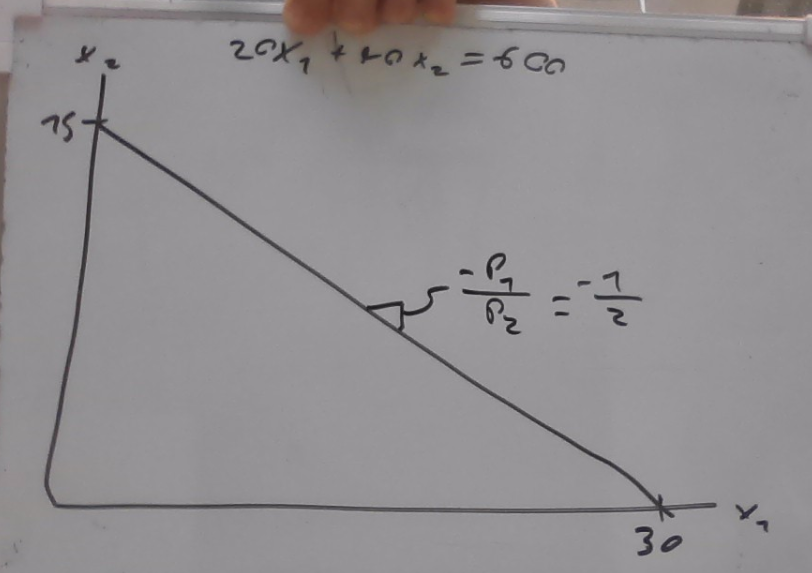 x₂
20x₁ + 40x₂ = 600
15
-P₁/P₂ = -1/2
x₁
30